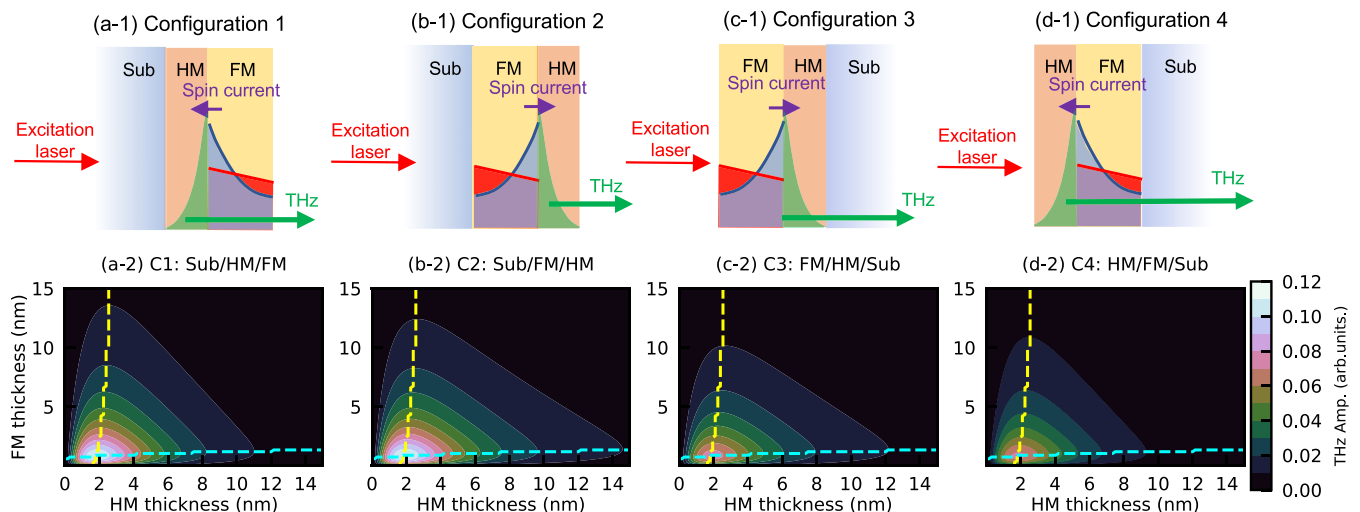 (a-1) Configuration 1
(b-1) Configuration 2
(c-1) Configuration 3
(d-1) Configuration 4
Sub HM FM
Spin current
Excitation
laser
THz
Sub FM HM
Spin current
Excitation
laser
THz
FM HM Sub
Spin current
Excitation
laser
THz
HM FM Sub
Spin current
Excitation
laser
THz
(a-2) C1: Sub/HM/FM
(b-2) C2: Sub/FM/HM
(c-2) C3: FM/HM/Sub
(d-2) C4: HM/FM/Sub
FM thickness (nm)
15
10
5
0 2 4 6 8 10 12 14
HM thickness (nm)
15
10
5
0 2 4 6 8 10 12 14
HM thickness (nm)
15
10
5
0 2 4 6 8 10 12 14
HM thickness (nm)
15
10
5
2 4 6 8 10 12 14
HM thickness (nm)
0.12
0.10
0.08
0.06
0.04
0.02
0.00
THz Amp. (arb.units.)